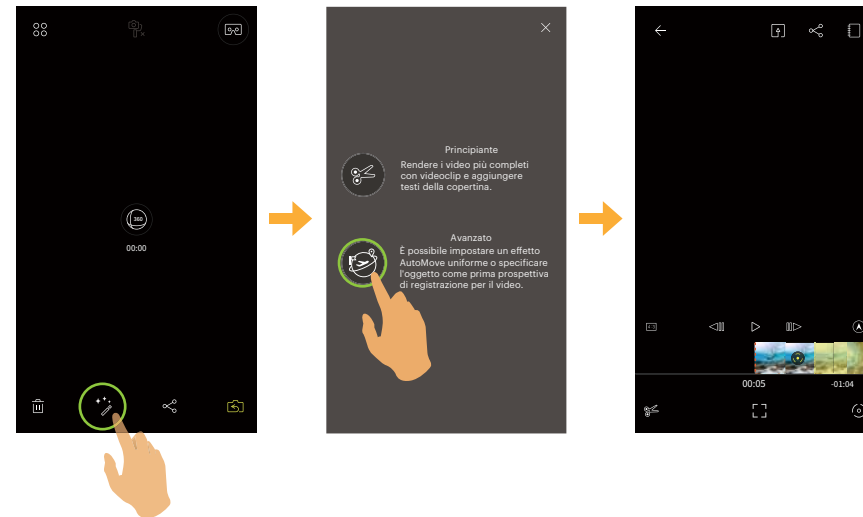 360
00:00
Principiante
Rendere i video più completi
con videoclip e aggiungere
testi della copertina.
Avanzato
È possibile impostare un effetto
AutoMove uniforme o specificare
l'oggetto come prima prospettiva
di registrazione per il video.
00:05
-01:04